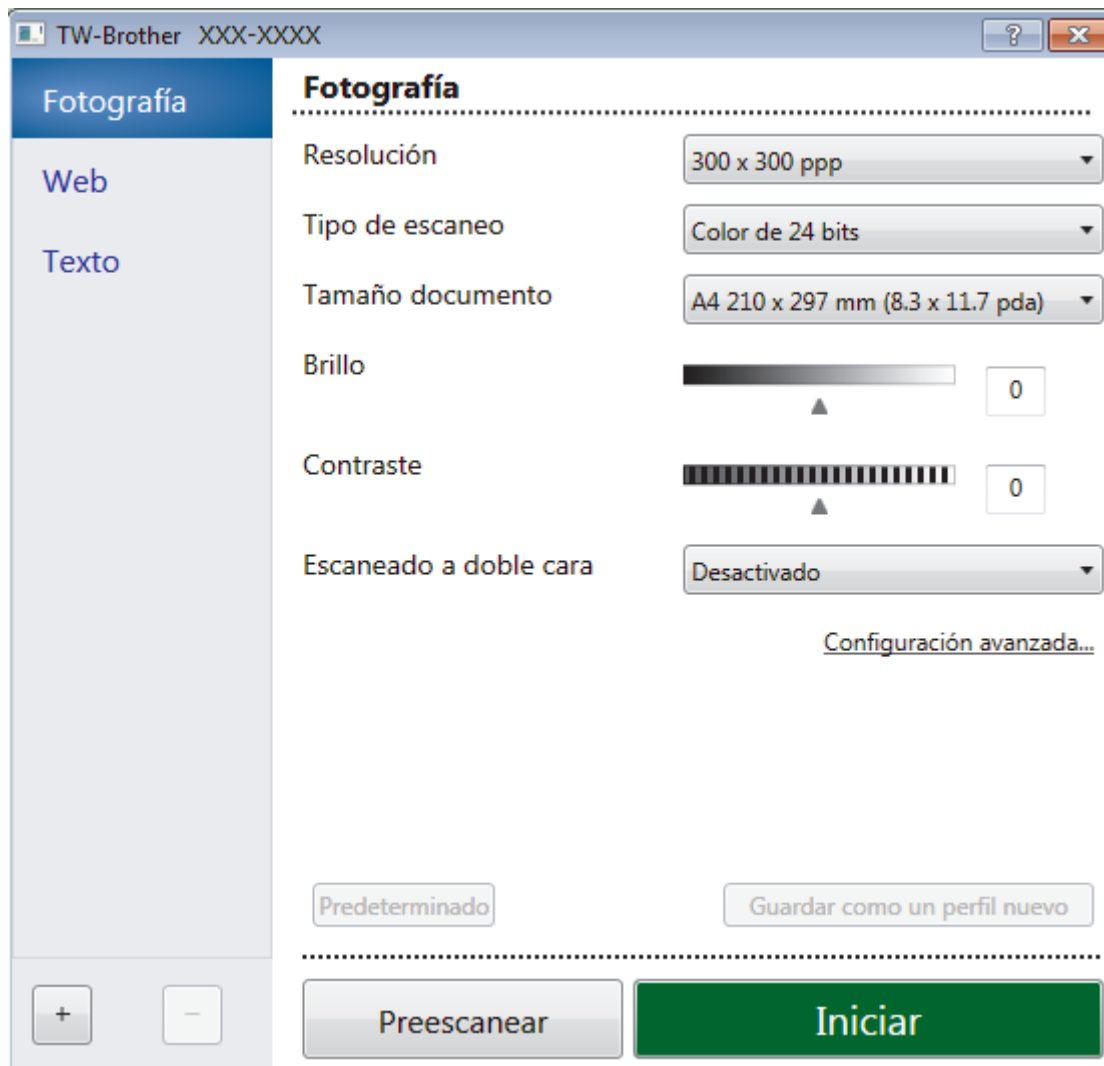 TW-Brother XXX-XXXX
?
Fotografía
Web
Texto
Fotografía
Resolución
300 x 300 ppp
Tipo de escaneo
Color de 24 bits
Tamaño documento
A4 210 x 297 mm (8.3 x 11.7 pda)
Brillo
0
Contraste
0
Escaneado a doble cara
Desactivado
Configuración avanzada...
Predeterminado
Guardar como un perfil nuevo
+
−
Preescanear
Iniciar